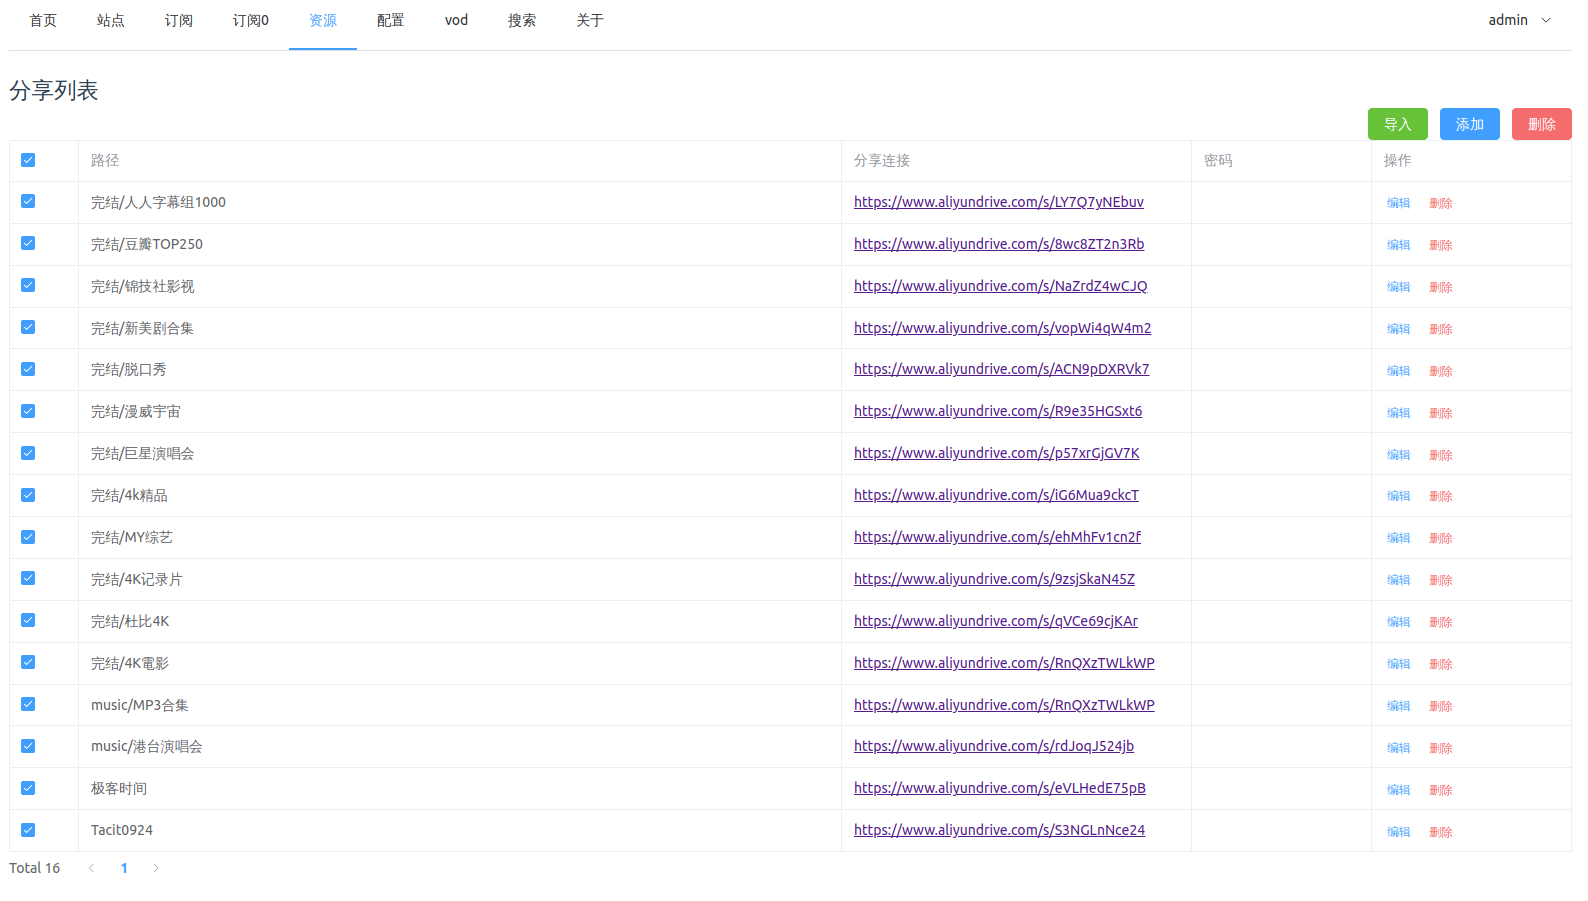 首页 站点 订阅 订阅0 资源 配置 vod 搜索 关于 admin
分享列表
导入 添加 删除
路径 分享连接 密码 操作
完结/人人字幕组1000 https://www.aliyundrive.com/s/LY7Q7yNEbuv 编辑 删除
完结/豆瓣TOP250 https://www.aliyundrive.com/s/8wc8ZT2n3Rb 编辑 删除
完结/锦技社影视 https://www.aliyundrive.com/s/NaZrdZ4wCJQ 编辑 删除
完结/新美剧合集 https://www.aliyundrive.com/s/vopWi4qW4m2 编辑 删除
完结/脱口秀 https://www.aliyundrive.com/s/ACN9pDXRVk7 编辑 删除
完结/漫威宇宙 https://www.aliyundrive.com/s/R9e35HGSxt6 编辑 删除
完结/巨星演唱会 https://www.aliyundrive.com/s/p57xrGjGV7K 编辑 删除
完结/4k精品 https://www.aliyundrive.com/s/iG6Mua9ckcT 编辑 删除
完结/MY综艺 https://www.aliyundrive.com/s/ehMhFv1cn2f 编辑 删除
完结/4K记录片 https://www.aliyundrive.com/s/9zsjSkaN45Z 编辑 删除
完结/杜比4K https://www.aliyundrive.com/s/qVCe69cjKAr 编辑 删除
完结/4K電影 https://www.aliyundrive.com/s/RnQXzTWLkWP 编辑 删除
music/MP3合集 https://www.aliyundrive.com/s/RnQXzTWLkWP 编辑 删除
music/港台演唱会 https://www.aliyundrive.com/s/rdJoqJ524jb 编辑 删除
极客时间 https://www.aliyundrive.com/s/eVLHedE75pB 编辑 删除
Tacit0924 https://www.aliyundrive.com/s/S3NGLnNce24 编辑 删除
Total 16 1